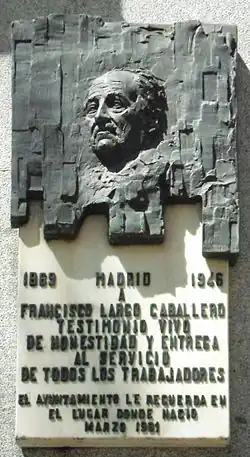 1869 MADRID 1946
A
FRANCISCO LARGO CABALLERO
TESTIMONIO VIVO
DE HONESTIDAD Y ENTREGA
AL SERVICIO
DE TODOS LOS TRABAJADORES
EL AYUNTAMIENTO LE RECUERDA EN
EL LUGAR DONDE NACIO
MARZO 1981